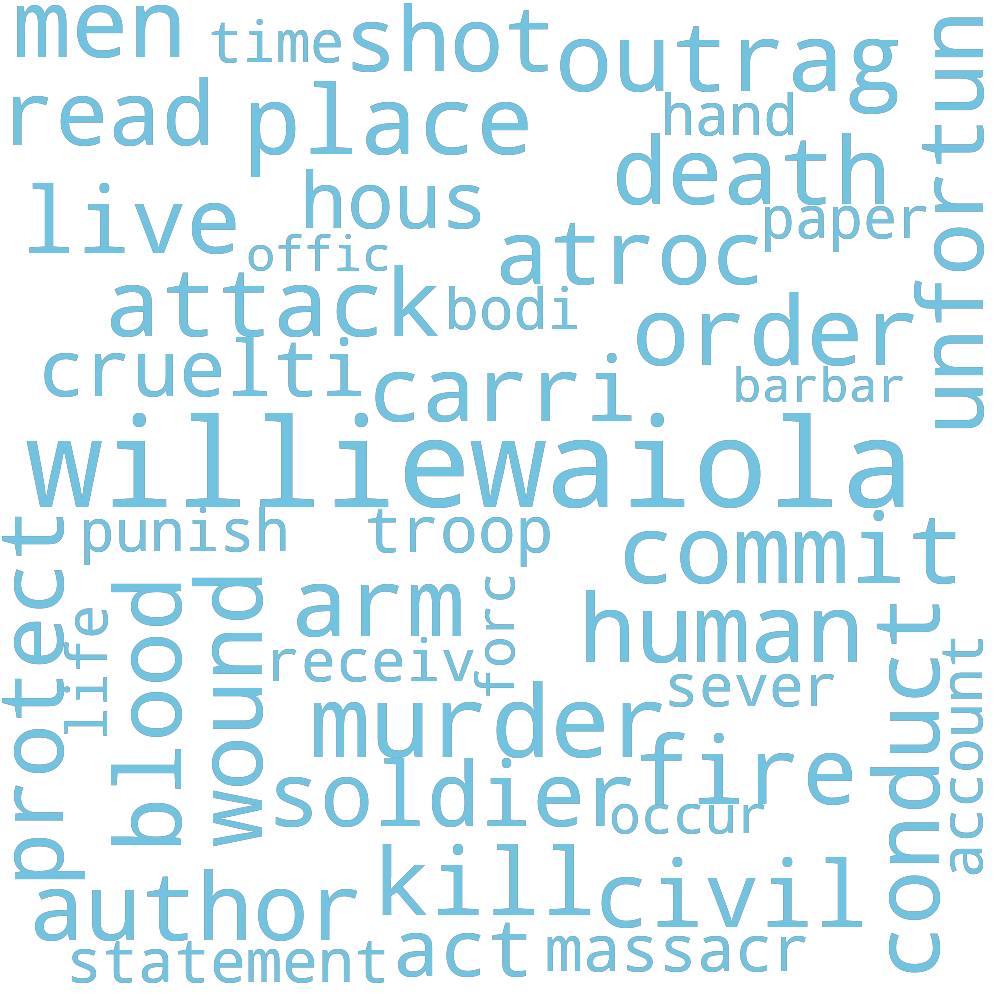 men
time
shot
outrag
unfortun
read
place
hand
death
live
hous
paper
offic
atroc
attack
bodi
order
cruelti
carri
barbar
williewaiola
protect
punish
troop
commit
life
blood
wound
arm
forc
human
conduct
receiv
sever
account
murder
fire
soldier
occur
author
kill
civil
statement
act
massacr